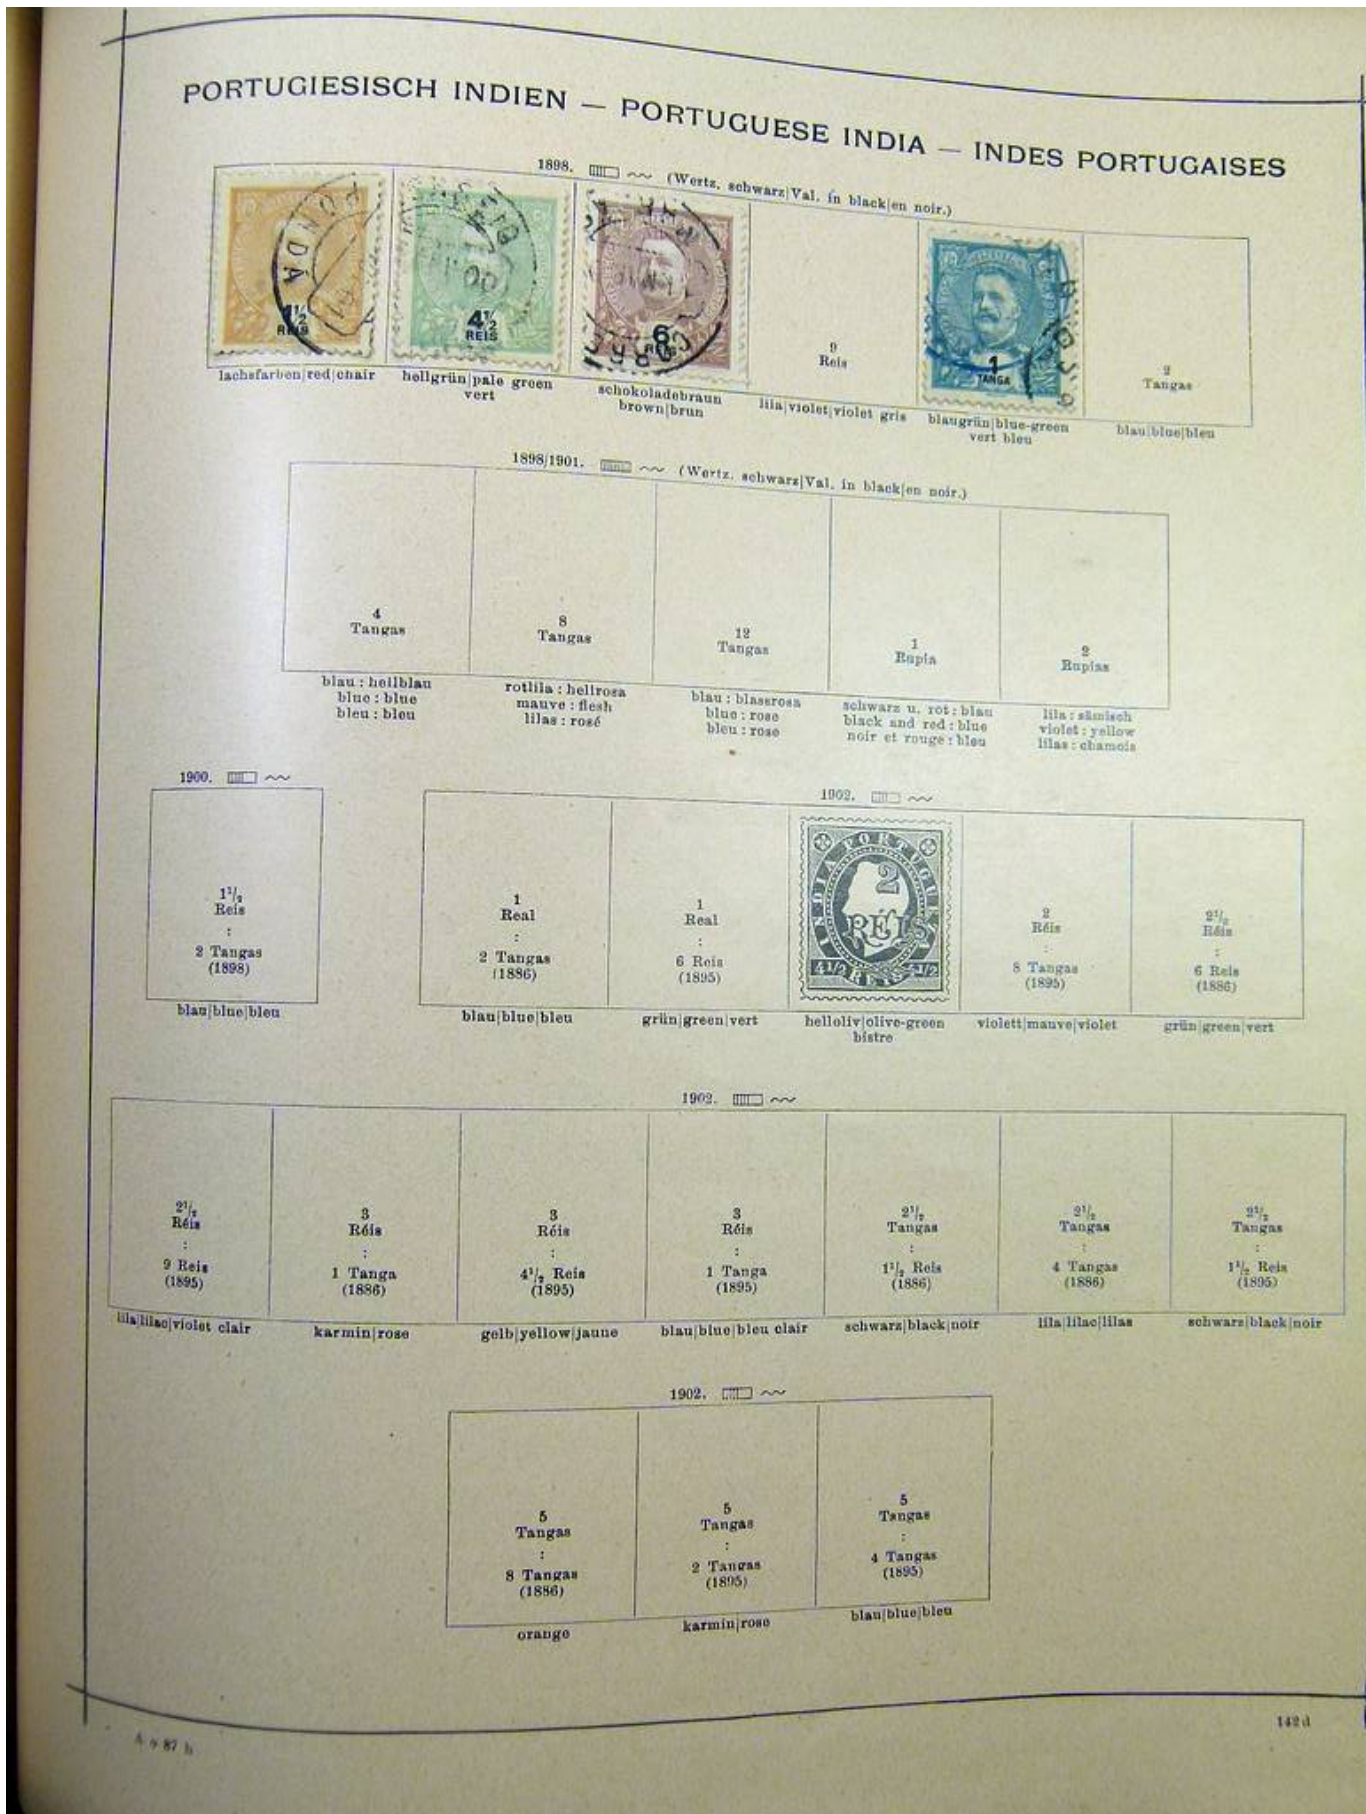 PORTUGIESISCH INDIEN — PORTUGUESE INDIA — INDES PORTUGAISES
1898. (Wertz. schwarz|Val. in black|en noir.)
PONDÁ
REIS
4½
REIS
6
REIS
CORRE
9
Reis
1
TANGA
2
Tangas
lachsfarben|red|chair
hellgrün|pale green
vert
schokoladebraun
brown|brun
lila|violet|violet gris
blaugrün|blue-green
vert bleu
blau|blue|bleu
1898/1901. (Wertz. schwarz|Val. in black|en noir.)
4
Tangas
8
Tangas
12
Tangas
1
Rupia
2
Rupias
blau : hellblau
blue : blue
bleu : bleu
rotlila : hellrosa
mauve : flesh
lilas : rosé
blau : blassrosa
blue : rose
bleu : rose
schwarz u. rot : blau
black and red : blue
noir et rouge : bleu
lila : sämisch
violet : yellow
lilas : chamois
1900.
1½
Reis
:
2 Tangas
(1898)
blau|blue|bleu
1902.
1
Real
:
2 Tangas
(1886)
1
Real
:
6 Reis
(1895)
INDIA PORTUGUEZA
2
RÉIS
4 1/2 REIS 4 1/2
2
Réis
:
8 Tangas
(1895)
2½
Réis
:
6 Reis
(1886)
blau|blue|bleu
grün|green|vert
helloliv|olive-green
bistre
violett|mauve|violet
grün|green|vert
1902.
2½
Réis
:
9 Reis
(1895)
3
Réis
:
1 Tanga
(1886)
3
Réis
:
4½ Reis
(1895)
3
Réis
:
1 Tanga
(1895)
2½
Tangas
:
1½ Reis
(1886)
2½
Tangas
:
4 Tangas
(1886)
2½
Tangas
:
1½ Reis
(1895)
lila|lilac|violet clair
karmin|rose
gelb|yellow|jaune
blau|blue|bleu clair
schwarz|black|noir
lila|lilac|lilas
schwarz|black|noir
1902.
5
Tangas
:
8 Tangas
(1886)
5
Tangas
:
2 Tangas
(1895)
5
Tangas
:
4 Tangas
(1895)
orange
karmin|rose
blau|blue|bleu
142d